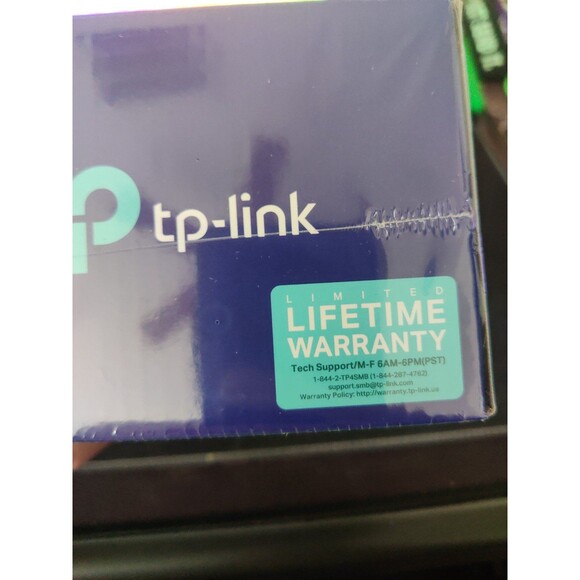 tp-link
LIMITED
LIFETIME
WARRANTY
Tech Support/M-F 6AM-6PM(PST)
1-844-2-TP4SMB (1-844-287-4762)
support.smb@tp-link.com
Warranty Policy: http://warranty.tp-link.us